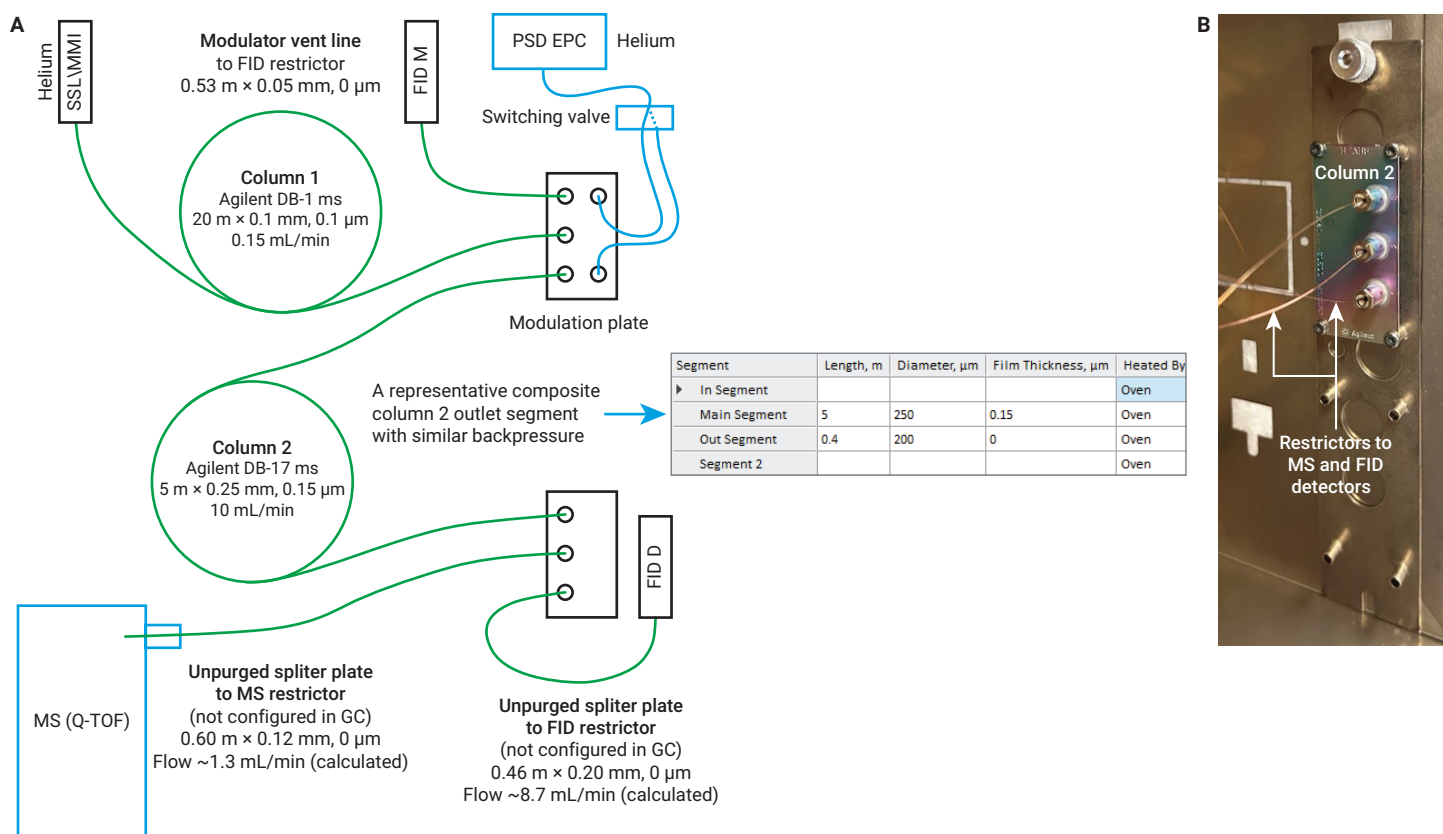 A
Helium
SSL\MMI
Modulator vent line
to FID restrictor
0.53 m × 0.05 mm, 0 µm
FID M
PSD EPC
Helium
Switching valve
Column 1
Agilent DB-1 ms
20 m × 0.1 mm, 0.1 µm
0.15 mL/min
Modulation plate
A representative composite
column 2 outlet segment
with similar backpressure
Segment Length, m Diameter, µm Film Thickness, µm Heated By
In Segment Oven
Main Segment 5 250 0.15 Oven
Out Segment 0.4 200 0 Oven
Segment 2 Oven
Column 2
Agilent DB-17 ms
5 m × 0.25 mm, 0.15 µm
10 mL/min
FID D
MS (Q-TOF)
Unpurged spliter plate
to MS restrictor
(not configured in GC)
0.60 m × 0.12 mm, 0 µm
Flow ~1.3 mL/min (calculated)
Unpurged spliter plate
to FID restrictor
(not configured in GC)
0.46 m × 0.20 mm, 0 µm
Flow ~8.7 mL/min (calculated)
B
Column 2
Agilent
Restrictors to
MS and FID
detectors